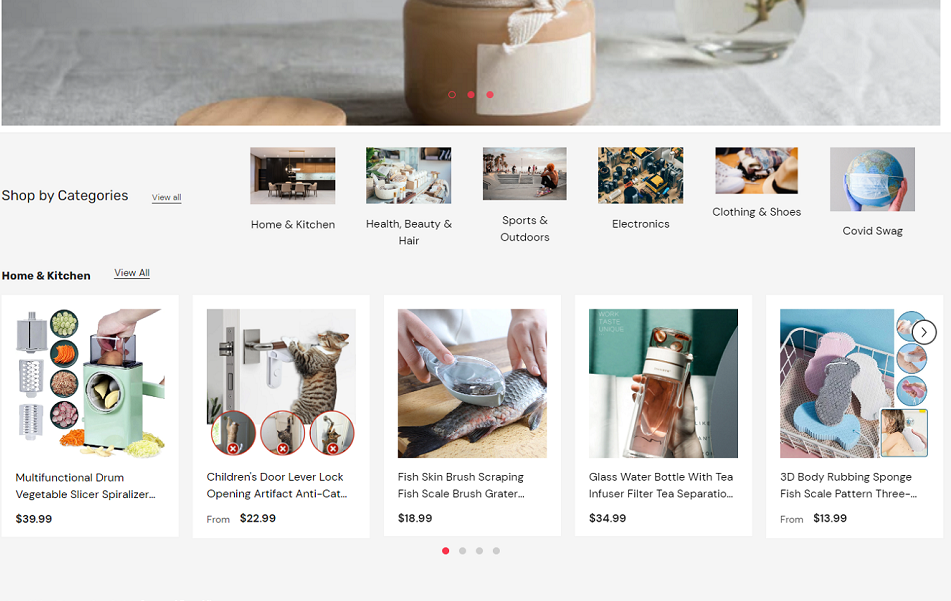 Shop by Categories
View all
Home & Kitchen
Health, Beauty &
Hair
Sports &
Outdoors
Electronics
Clothing & Shoes
Covid Swag
Home & Kitchen
View All
Multifunctional Drum
Vegetable Slicer Spiralizer...
$39.99
Children's Door Lever Lock
Opening Artifact Anti-Cat...
From $22.99
Fish Skin Brush Scraping
Fish Scale Brush Grater...
$18.99
WORK
TASTE
UNIQUE
Glass Water Bottle With Tea
Infuser Filter Tea Separatio...
$34.99
3D Body Rubbing Sponge
Fish Scale Pattern Three-...
From $13.99